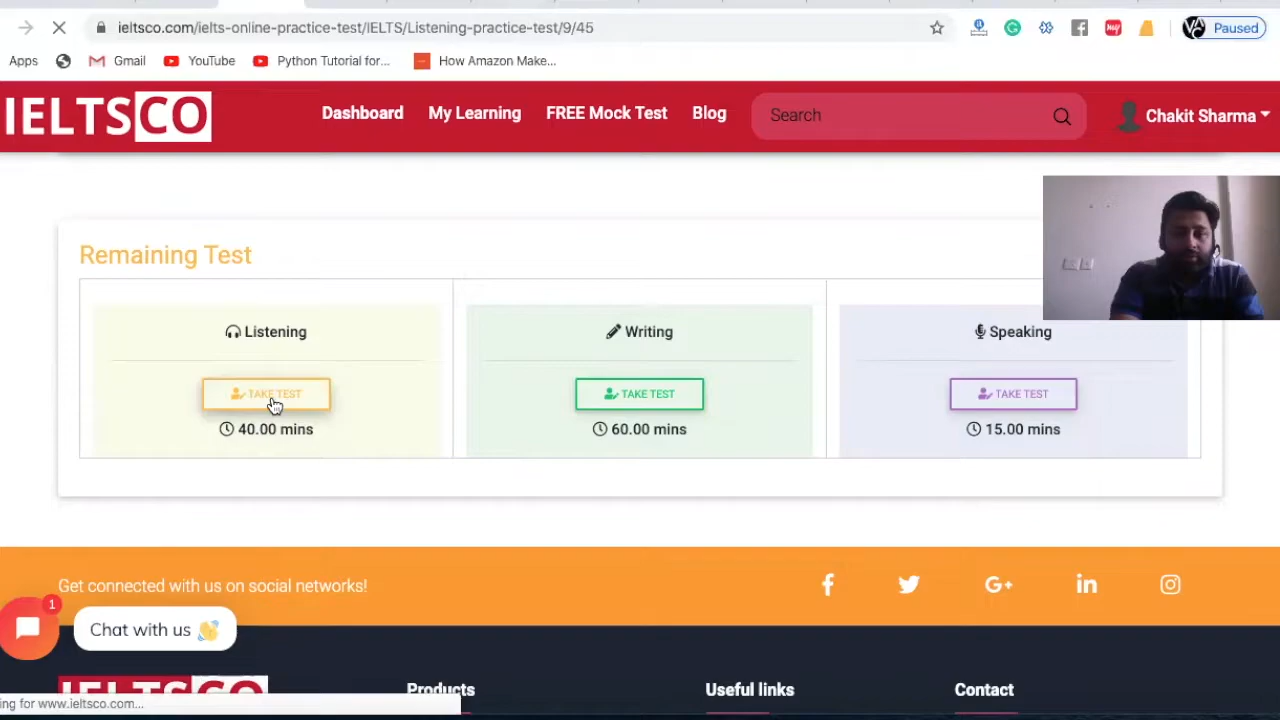 ieltsco.com/ielts-online-practice-test/IELTS/Listening-practice-test/9/45
Paused
Apps
Gmail
YouTube
Python Tutorial for...
How Amazon Make...
IELTSCO
Dashboard
My Learning
FREE Mock Test
Blog
Search
Chakit Sharma
Remaining Test
Listening
Writing
Speaking
TAKE TEST
TAKE TEST
TAKE TEST
40.00 mins
60.00 mins
15.00 mins
Get connected with us on social networks!
1
Chat with us
IELTSCO
Products
Useful links
Contact
ing for www.ieltsco.com...